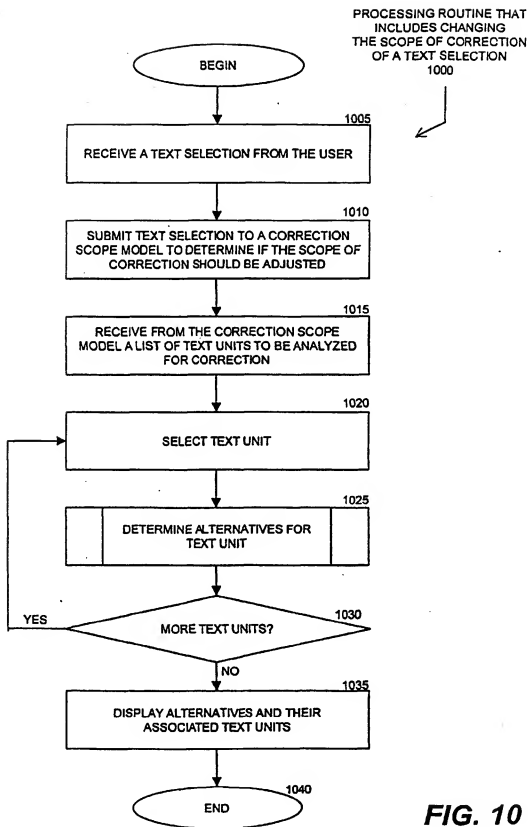 PROCESSING ROUTINE THAT
INCLUDES CHANGING
THE SCOPE OF CORRECTION
OF A TEXT SELECTION
1000
BEGIN
1005
RECEIVE A TEXT SELECTION FROM THE USER
1010
SUBMIT TEXT SELECTION TO A CORRECTION
SCOPE MODEL TO DETERMINE IF THE SCOPE OF
CORRECTION SHOULD BE ADJUSTED
1015
RECEIVE FROM THE CORRECTION SCOPE
MODEL A LIST OF TEXT UNITS TO BE ANALYZED
FOR CORRECTION
1020
SELECT TEXT UNIT
1025
DETERMINE ALTERNATIVES FOR
TEXT UNIT
1030
YES
MORE TEXT UNITS?
NO
1035
DISPLAY ALTERNATIVES AND THEIR
ASSOCIATED TEXT UNITS
1040
END
FIG. 10